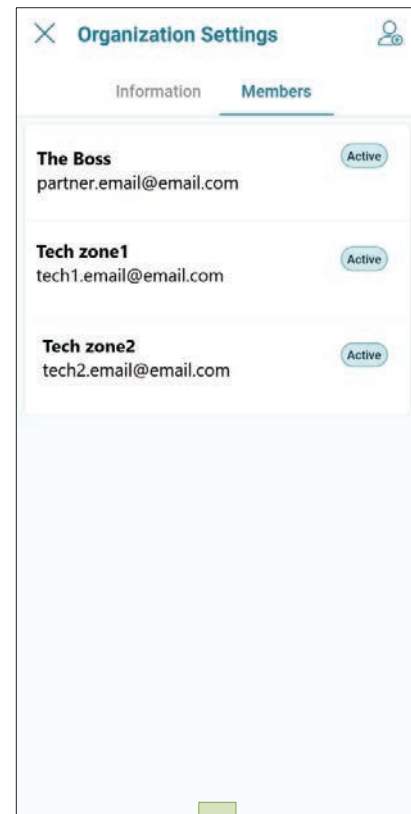 Organization Settings
Information Members
The Boss
Active
partner.email@email.com
Tech zone1
Active
tech1.email@email.com
Tech zone2
Active
tech2.email@email.com